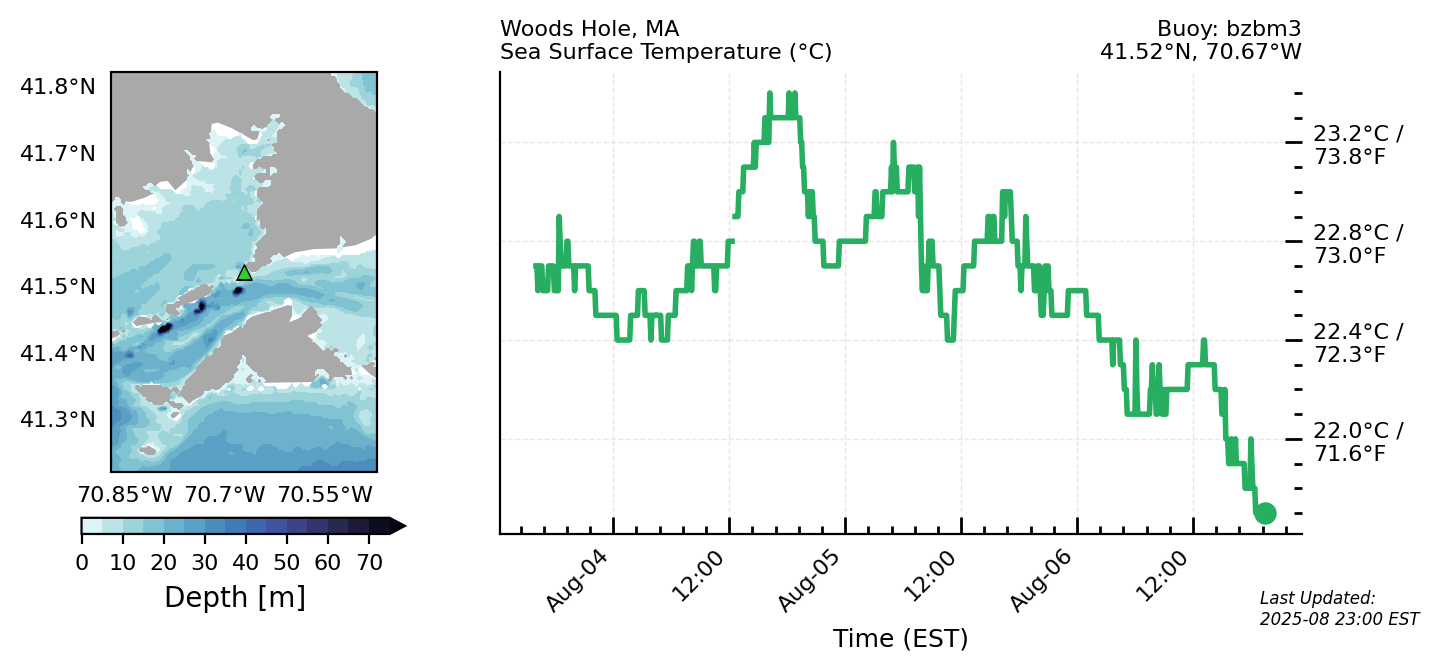 Woods Hole, MA
Sea Surface Temperature (°C)
Buoy: bzbm3
41.52°N, 70.67°W
41.8°N
41.7°N
41.6°N
41.5°N
41.4°N
41.3°N
70.85°W 70.7°W 70.55°W
0 10 20 30 40 50 60 70
Depth [m]
23.2°C /
73.8°F
22.8°C /
73.0°F
22.4°C /
72.3°F
22.0°C /
71.6°F
Aug-04 12:00 Aug-05 12:00 Aug-06 12:00
Time (EST)
Last Updated:
2025-08 23:00 EST